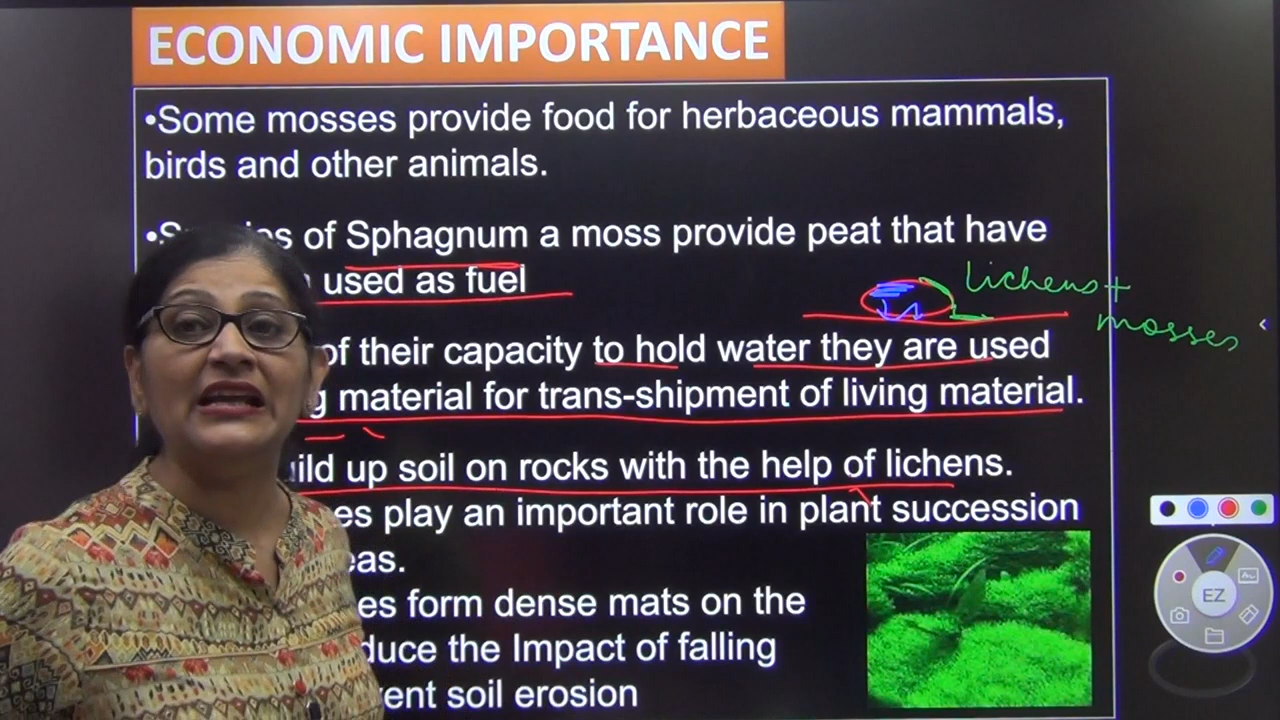 ECONOMIC IMPORTANCE
•Some mosses provide food for herbaceous mammals,
birds and other animals.
•S es of Sphagnum a moss provide peat that have
used as fuel
Lichens +
mosses
of their capacity to hold water they are used
g material for trans-shipment of living material.
uild up soil on rocks with the help of lichens.
es play an important role in plant succession
eas.
es form dense mats on the
duce the Impact of falling
vent soil erosion
EZ